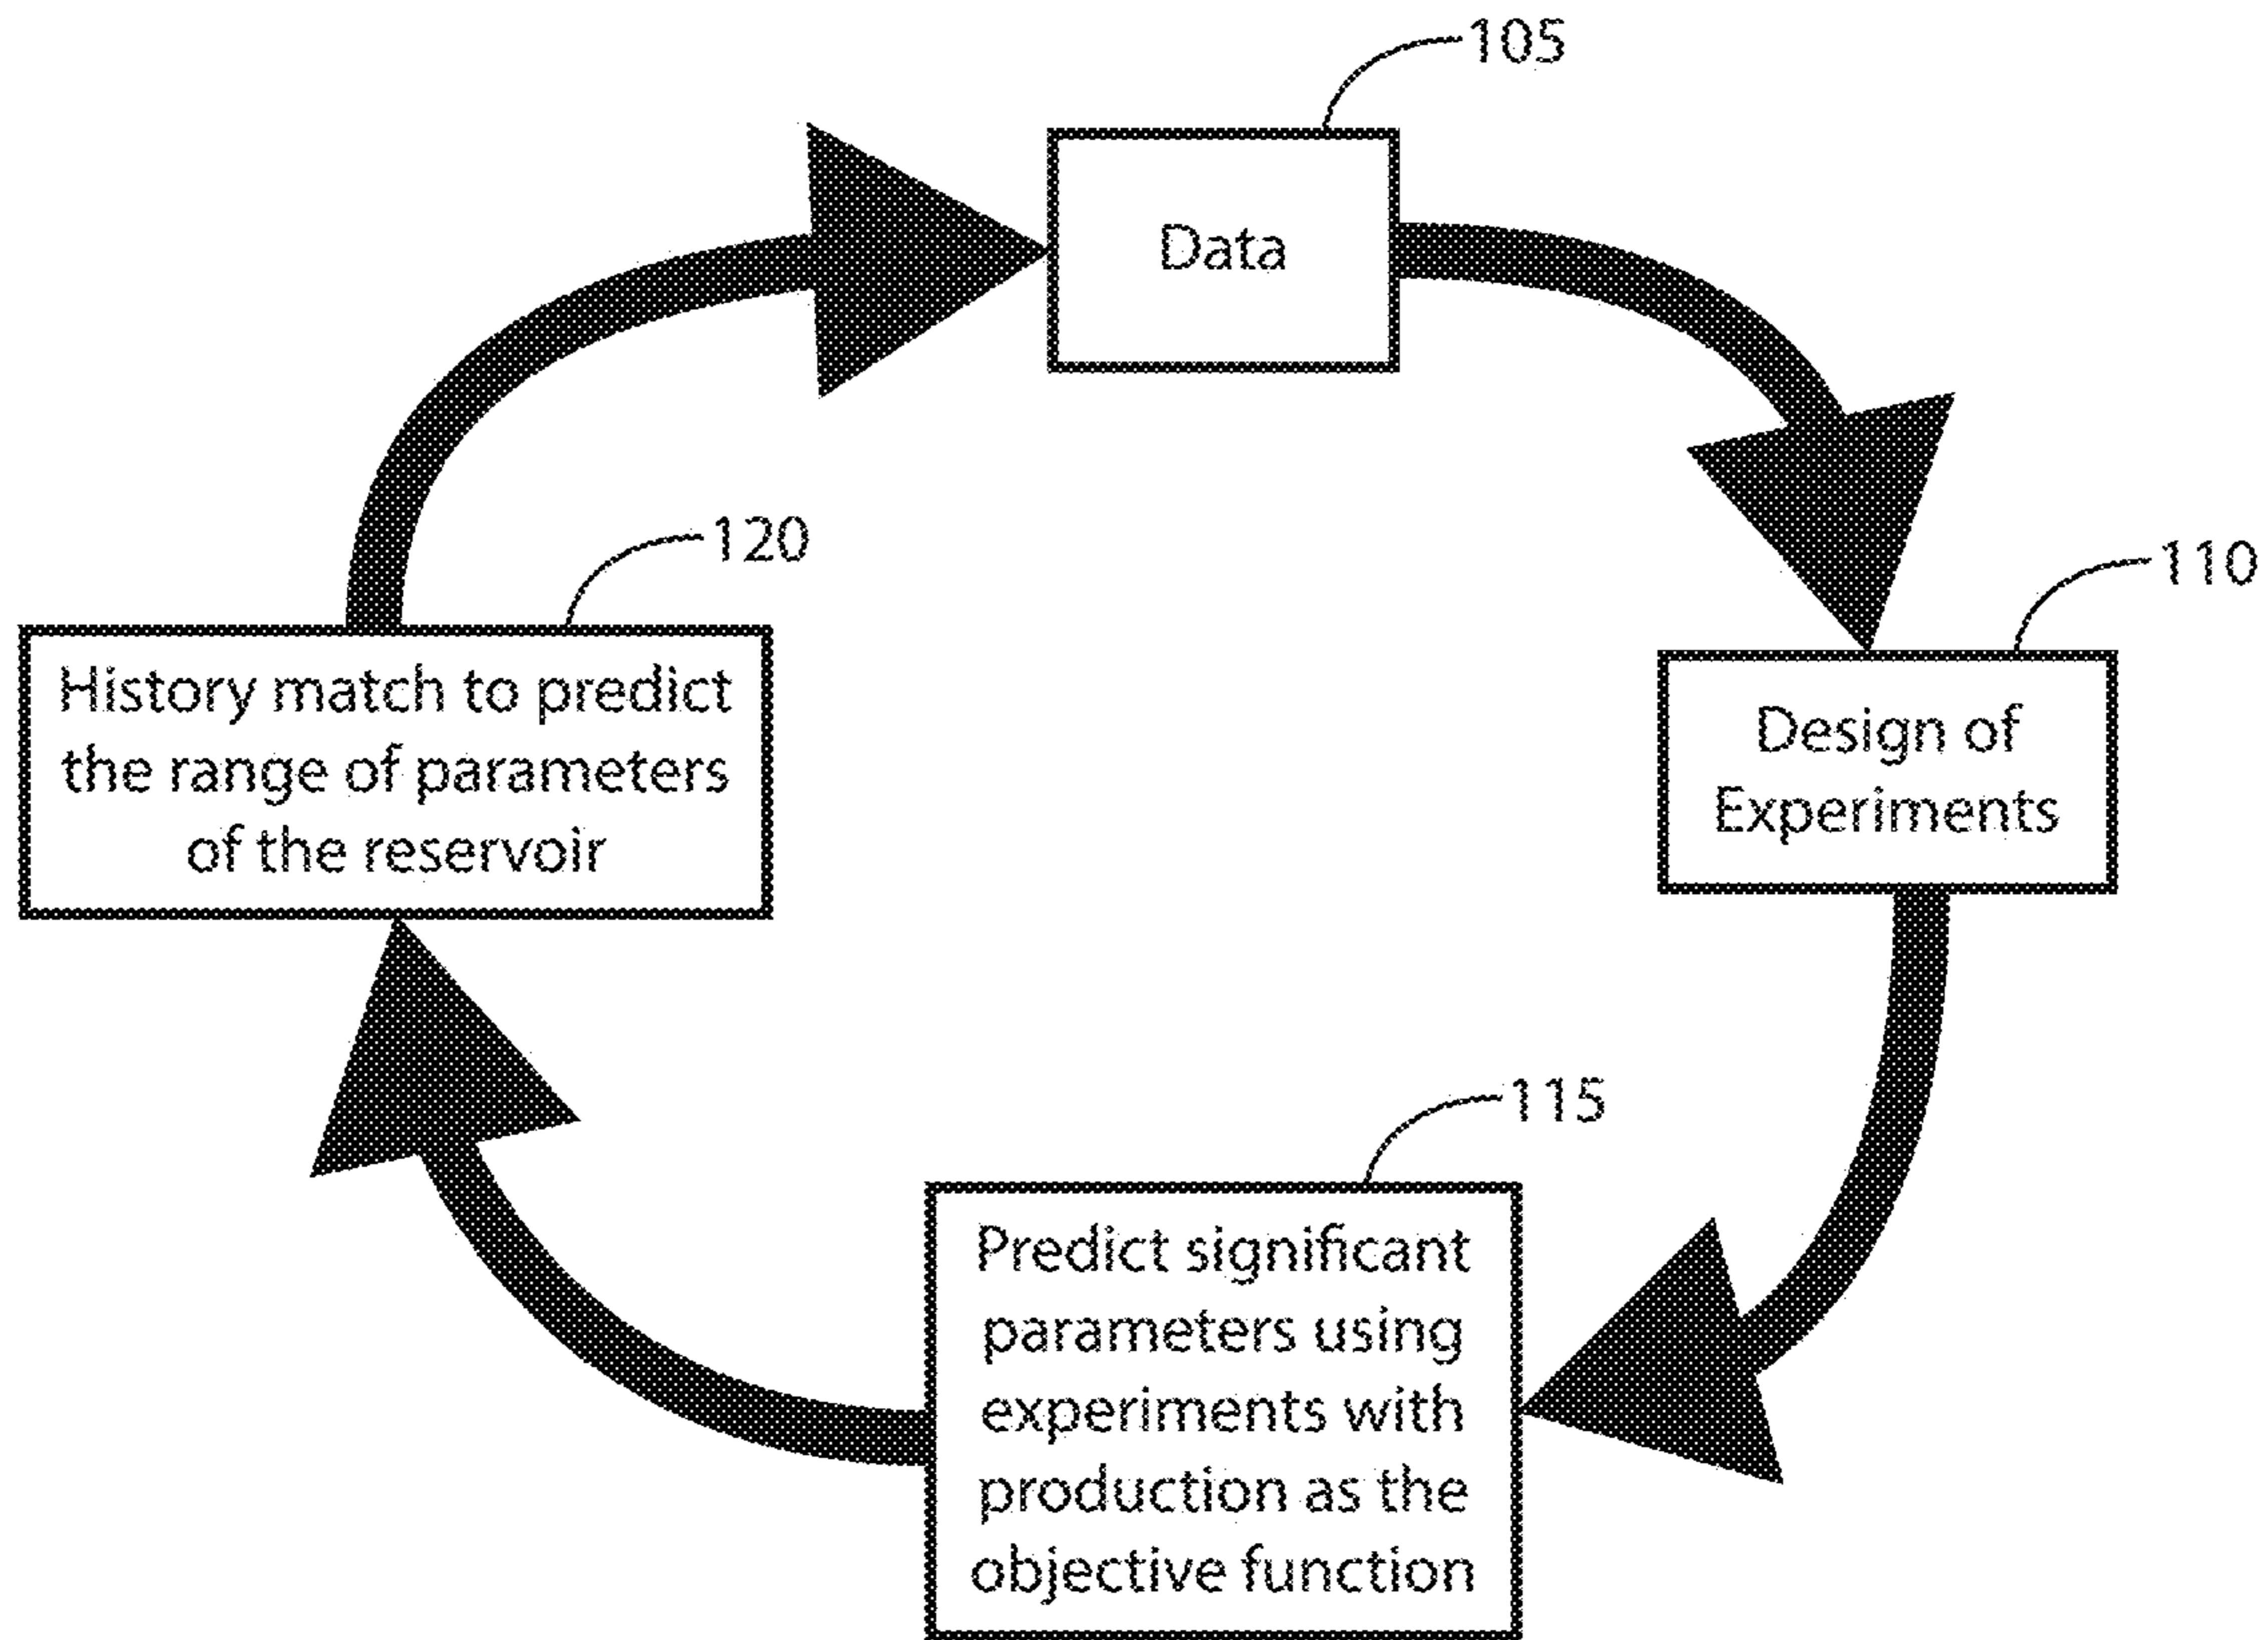 105
Data
120
110
History match to predict
the range of parameters
of the reservoir
Design of
Experiments
115
Predict significant
parameters using
experiments with
production as the
objective function